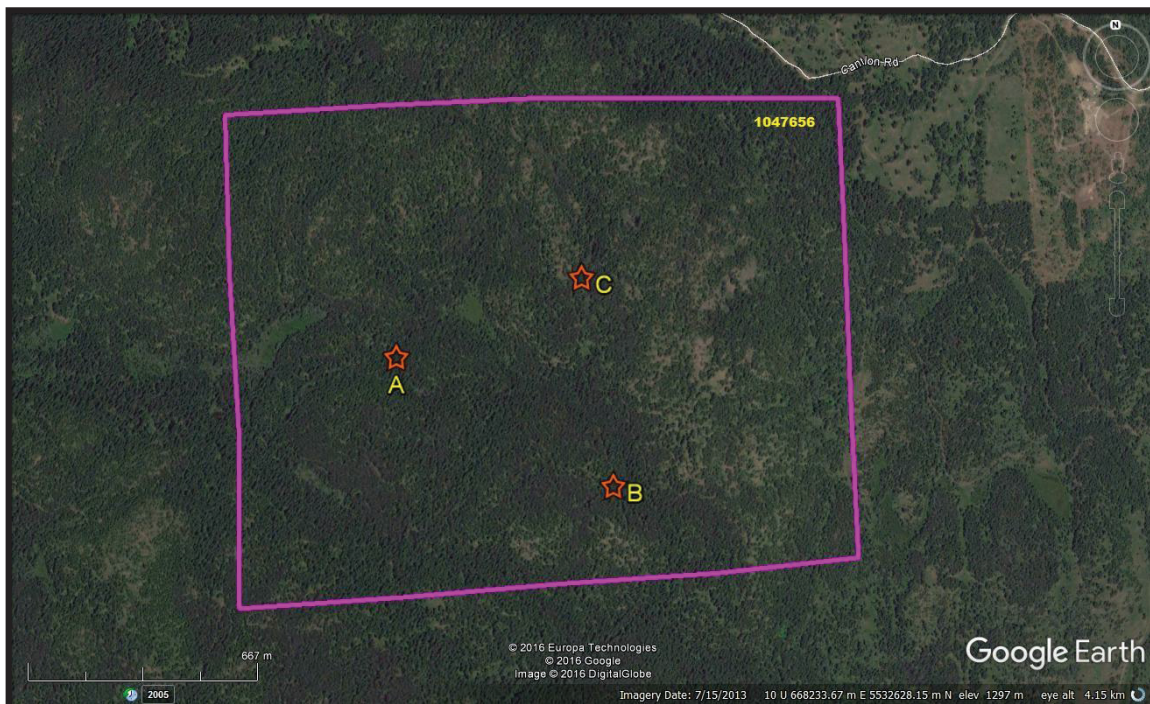 N
Canyon Rd
1047656
C
A
B
667 m
© 2016 Europa Technologies
© 2016 Google
Image © 2016 DigitalGlobe
Google Earth
2005
Imagery Date: 7/15/2013 10 U 668233.67 m E 5532628.15 m N elev 1297 m eye alt 4.15 km